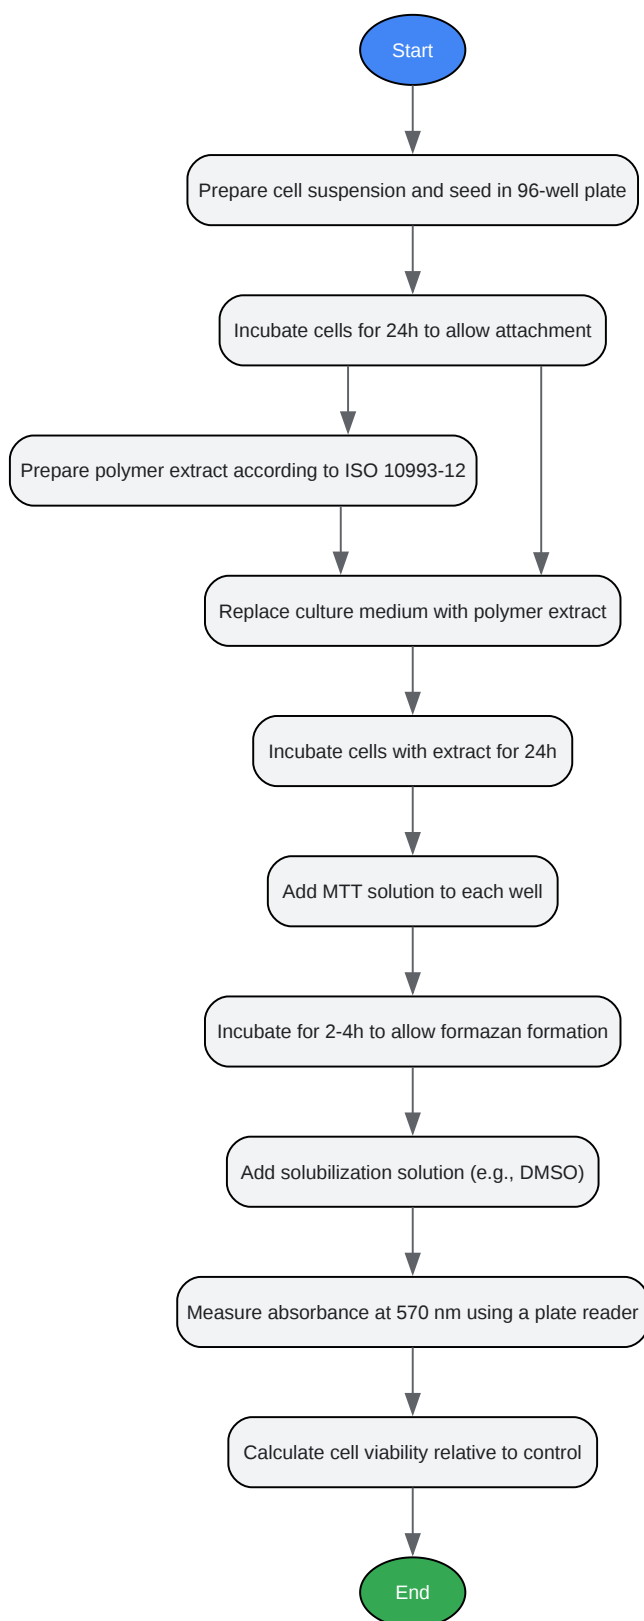 Start
Prepare cell suspension and seed in 96-well plate
Incubate cells for 24h to allow attachment
Prepare polymer extract according to ISO 10993-12
Replace culture medium with polymer extract
Incubate cells with extract for 24h
Add MTT solution to each well
Incubate for 2-4h to allow formazan formation
Add solubilization solution (e.g., DMSO)
Measure absorbance at 570 nm using a plate reader
Calculate cell viability relative to control
End